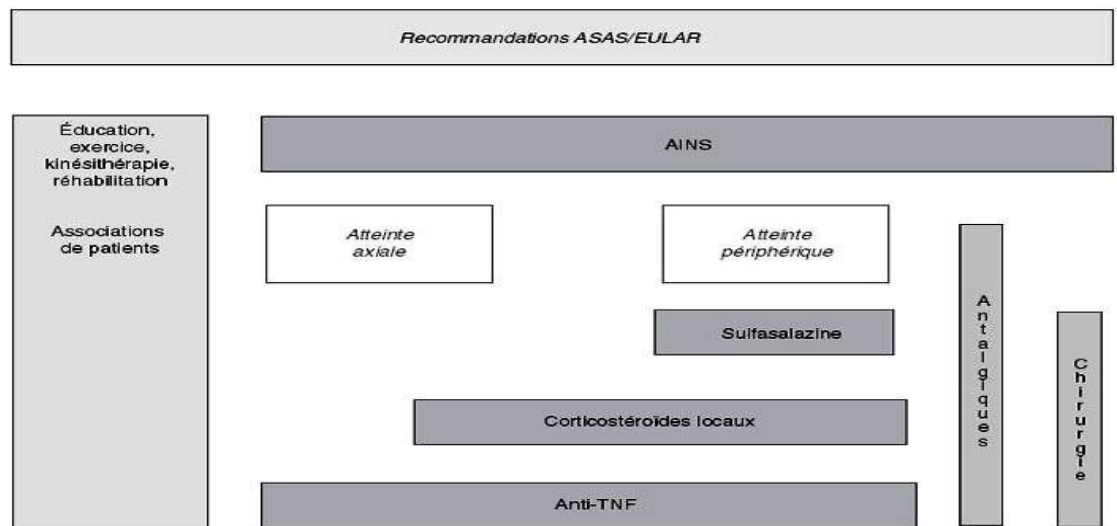 Recommandations ASAS/EULAR
Éducation,
exercice,
kinésithérapie,
réhabilitation
Associations
de patients
AINS
Atteinte
axiale
Atteinte
périphérique
Sulfasalazine
Corticostéroïdes locaux
Anti-TNF
Antalgiques
Chirurgie